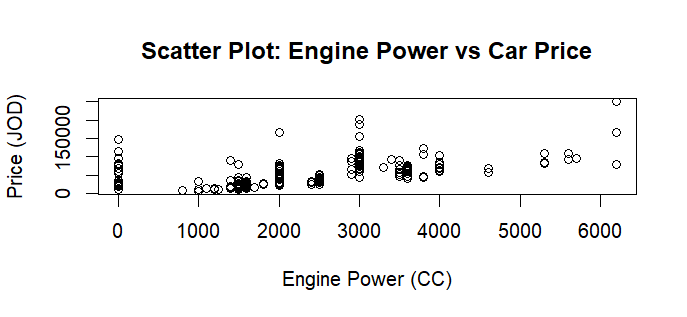 Scatter Plot: Engine Power vs Car Price
Price (JOD)
150000
0
0 1000 2000 3000 4000 5000 6000
Engine Power (CC)